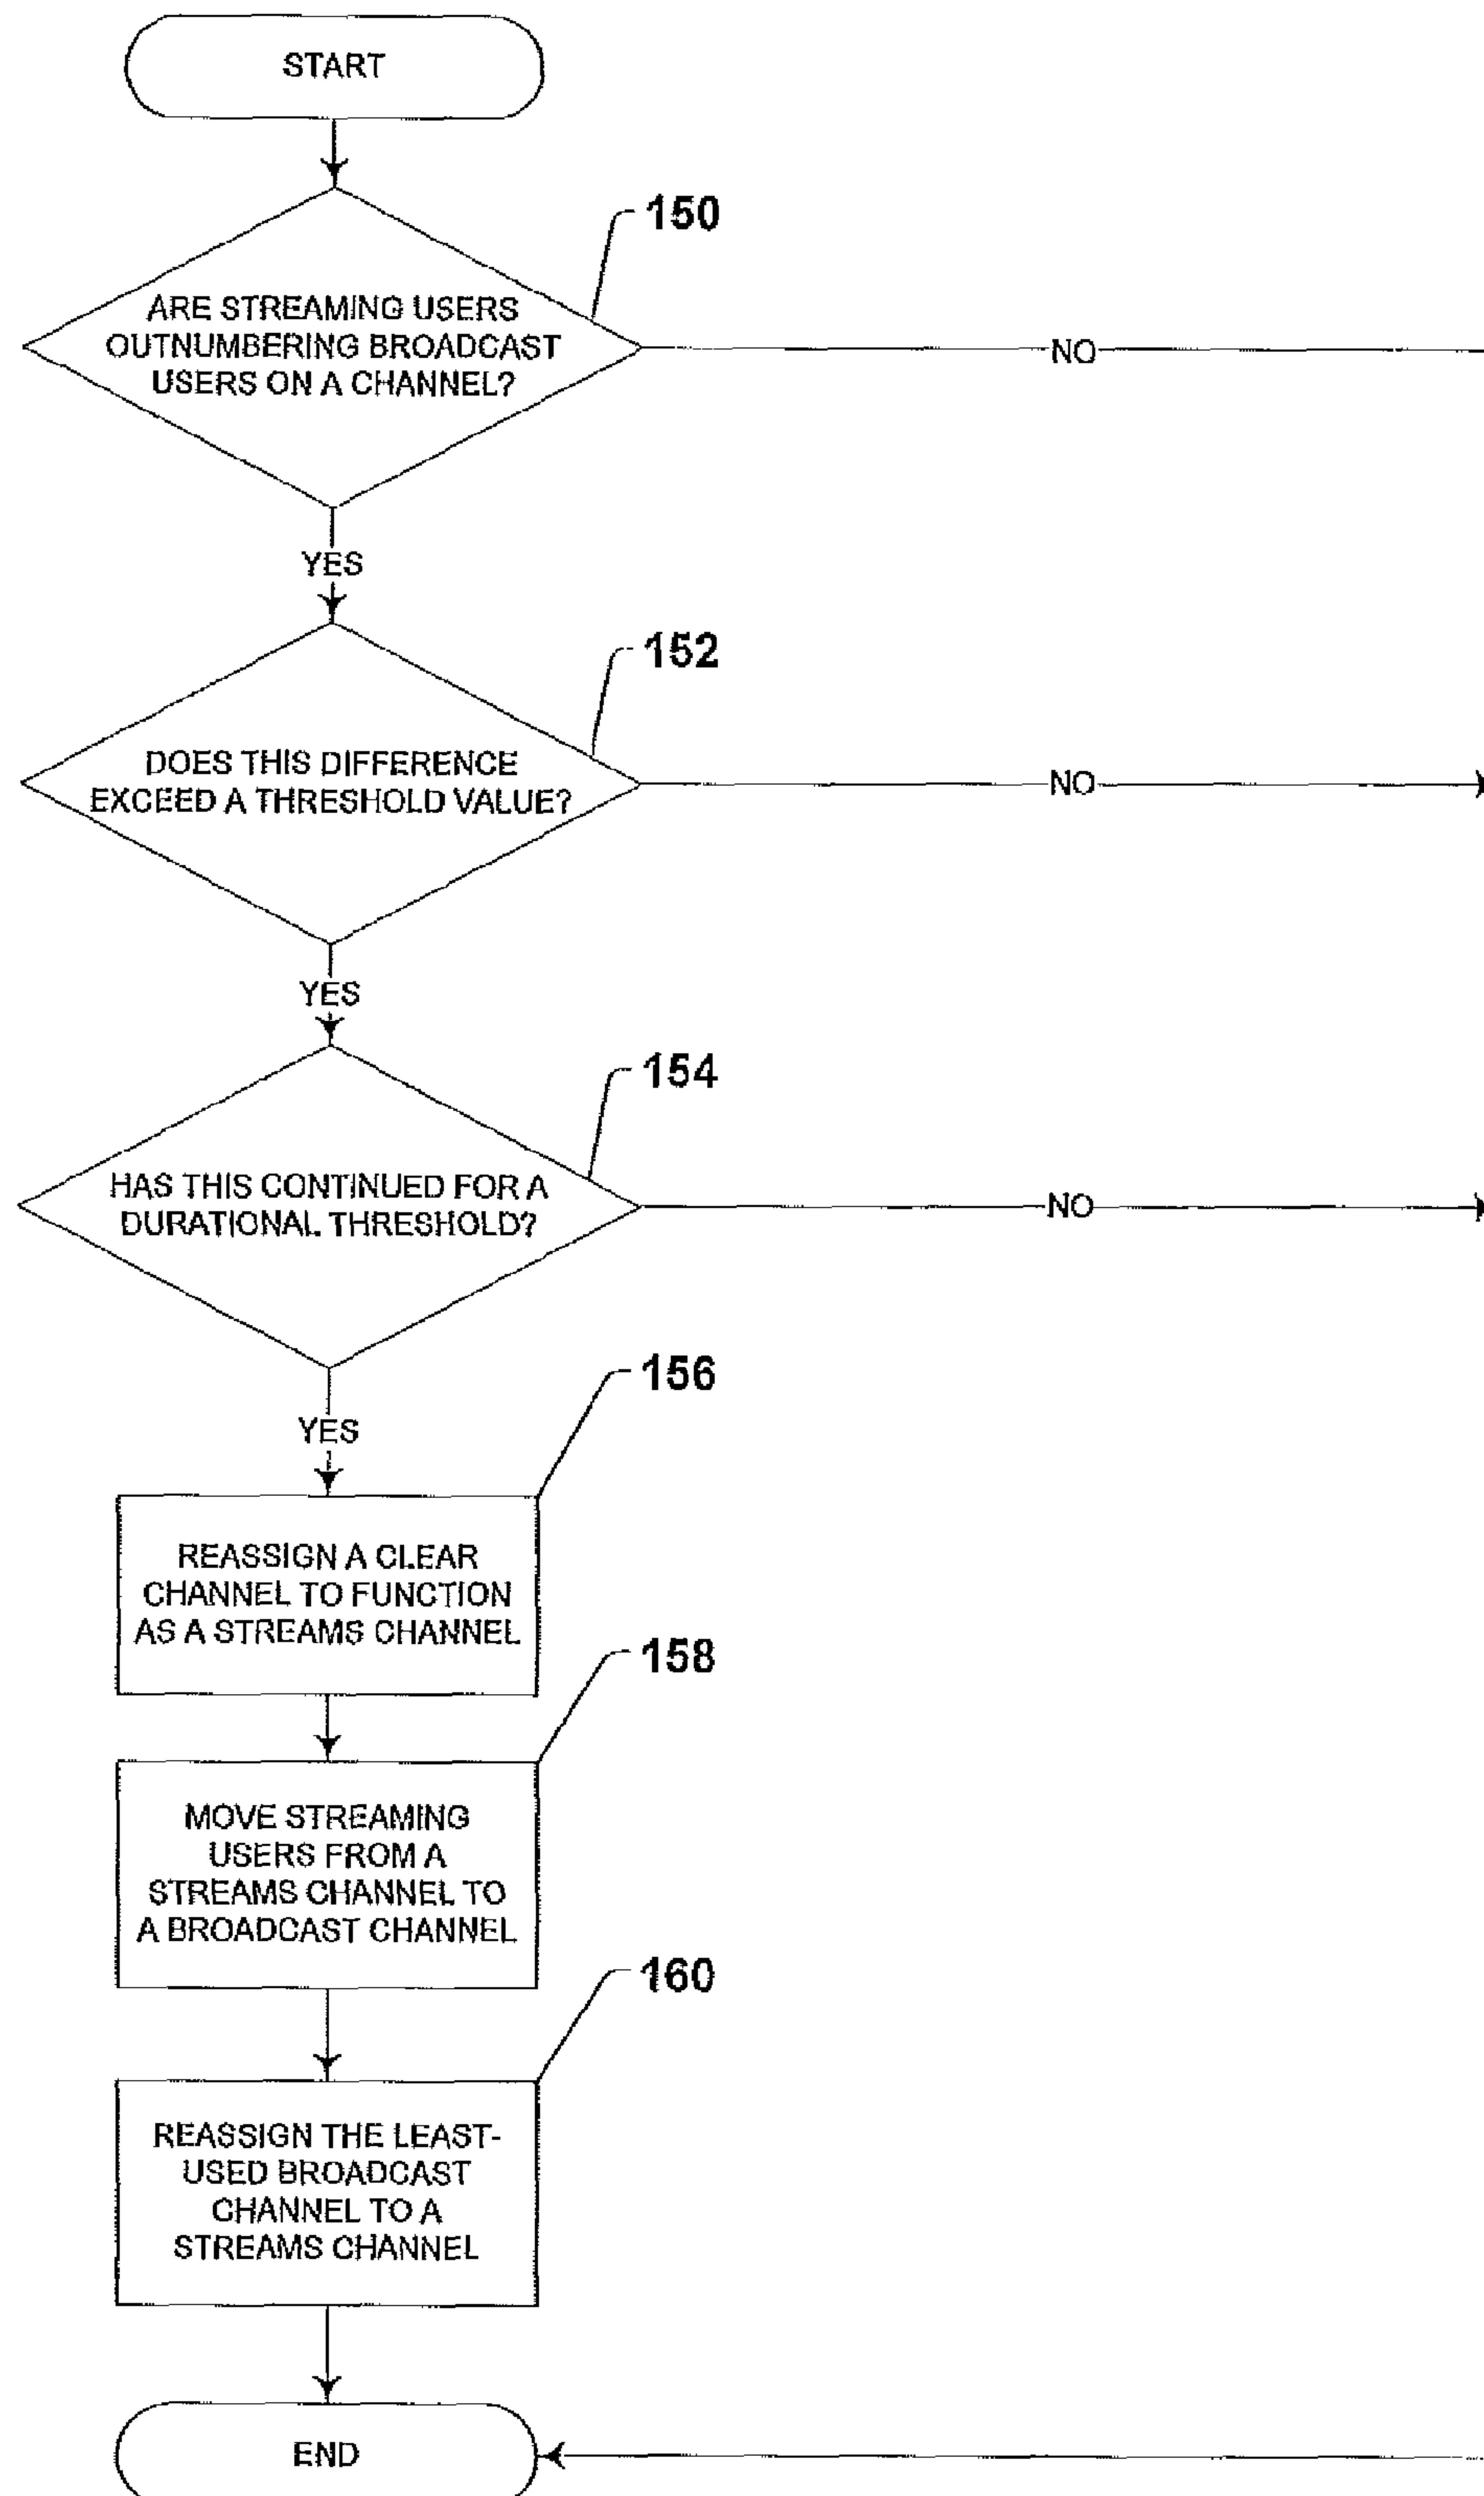 START
150
ARE STREAMING USERS
OUTNUMBERING BROADCAST
USERS ON A CHANNEL?
NO
YES
152
DOES THIS DIFFERENCE
EXCEED A THRESHOLD VALUE?
NO
YES
154
HAS THIS CONTINUED FOR A
DURATIONAL THRESHOLD?
NO
YES
156
REASSIGN A CLEAR
CHANNEL TO FUNCTION
AS A STREAMS CHANNEL
158
MOVE STREAMING
USERS FROM A
STREAMS CHANNEL TO
A BROADCAST CHANNEL
160
REASSIGN THE LEAST-
USED BROADCAST
CHANNEL TO A
STREAMS CHANNEL
END